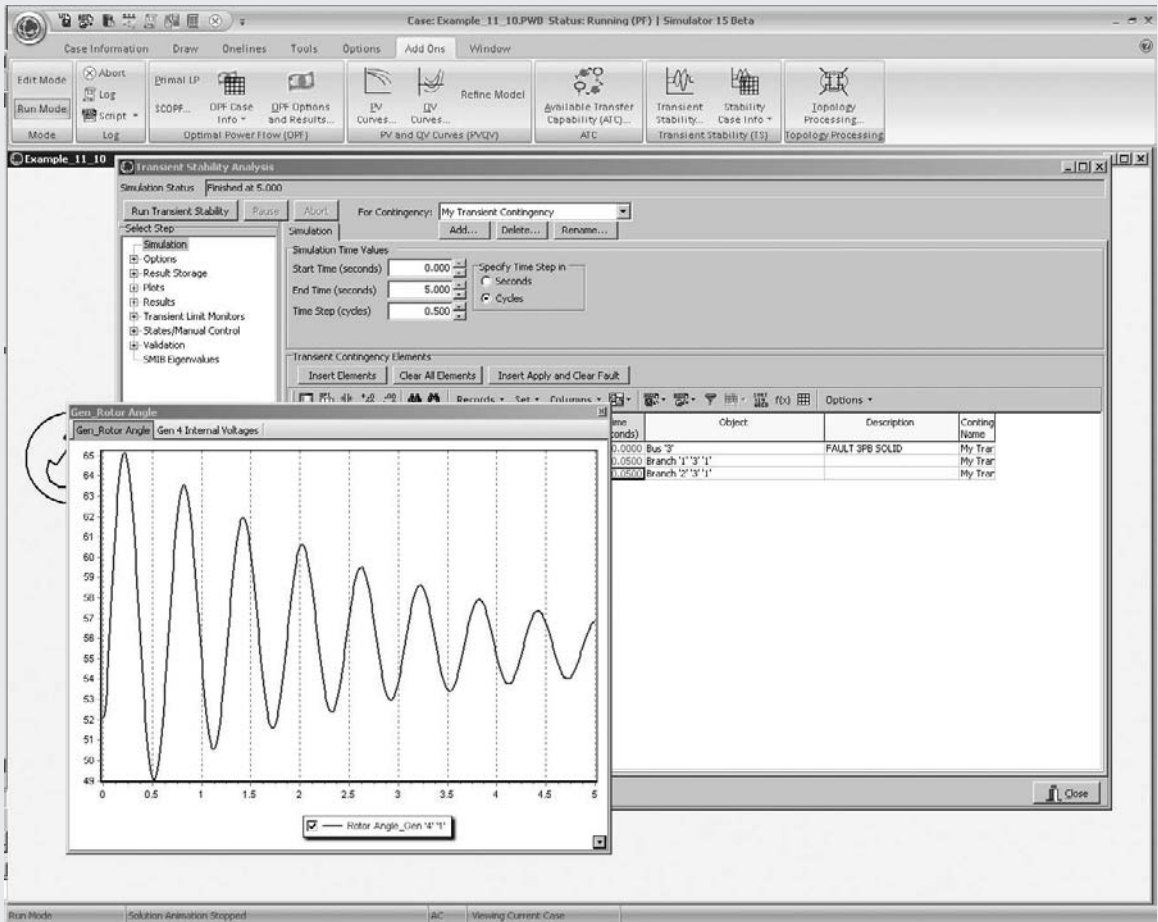 Case: Example_11_10.PWB Status: Running (PF) | Simulator 15 Beta
Case Information Draw Onelines Tools Options Add Ons Window
Edit Mode
Run Mode
Mode
Abort
Log
Script
Log
Primal LP
SCOPF...
OPF Case Info
OPF Options and Results...
Optimal Power Flow (OPF)
PV Curves...
QV Curves...
Refine Model
PV and QV Curves (PVQV)
Available Transfer Capability (ATC)...
ATC
Transient Stability...
Stability Case Info
Transient Stability (TS)
Topology Processing...
Topology Processing
Example_11_10
Transient Stability Analysis
Simulation Status Finished at 5.000
Run Transient Stability Pause Abort For Contingency: My Transient Contingency
Add... Delete... Rename...
Select Step
Simulation
Options
Result Storage
Plots
Results
Transient Limit Monitors
States/Manual Control
Validation
SMIB Eigenvalues
Simulation
Simulation Time Values
Start Time (seconds) 0.000
End Time (seconds) 5.000
Time Step (cycles) 0.500
Specify Time Step in
Seconds
Cycles
Transient Contingency Elements
Insert Elements Clear All Elements Insert Apply and Clear Fault
Records Set Columns f(x) Options
Object Description Conting Name
0.0000 Bus '3' FAULT 3PB SOLID My Trar
0.0500 Branch '1' '3' '1' My Trar
0.0500 Branch '2' '3' '1' My Trar
Gen_Rotor Angle
Gen_Rotor Angle Gen 4 Internal Voltages
65
64
63
62
61
60
59
58
57
56
55
54
53
52
51
50
49
0 0.5 1 1.5 2 2.5 3 3.5 4 4.5 5
Rotor Angle_Gen '4' '1'
Close
Run Mode Solution Animation Stopped AC Viewing Current Case